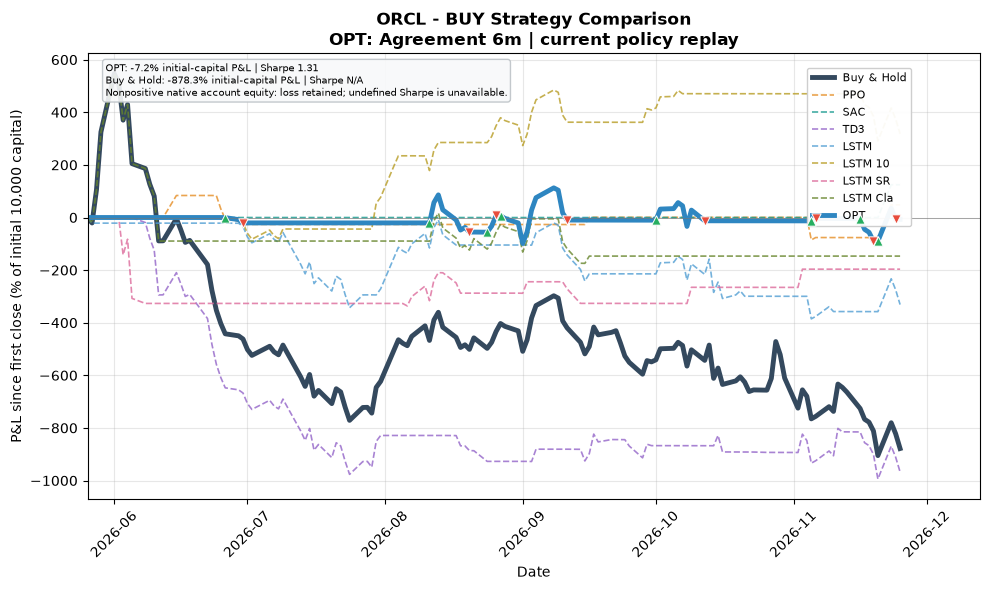 ORCL - BUY Strategy Comparison
OPT: Agreement 6m | current policy replay
OPT: -7.2% initial-capital P&L | Sharpe 1.31
Buy & Hold: -878.3% initial-capital P&L | Sharpe N/A
Nonpositive native account equity: loss retained; undefined Sharpe is unavailable.
Buy & Hold
PPO
SAC
TD3
LSTM
LSTM 10
LSTM SR
LSTM Cla
OPT
P&L since first close (% of initial 10,000 capital)
600
400
200
0
−200
−400
−600
−800
−1000
2026-06
2026-07
2026-08
2026-09
2026-10
2026-11
2026-12
Date